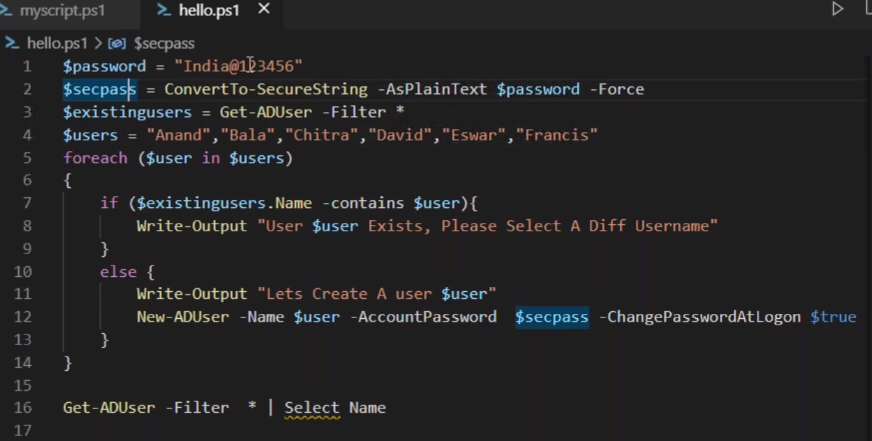 myscript.ps1
hello.ps1
hello.ps1 > $secpass
1 $password = "India@123456"
2 $secpass = ConvertTo-SecureString -AsPlainText $password -Force
3 $existingusers = Get-ADUser -Filter *
4 $users = "Anand","Bala","Chitra","David","Eswar","Francis"
5 foreach ($user in $users)
6 {
7 if ($existingusers.Name -contains $user){
8 Write-Output "User $user Exists, Please Select A Diff Username"
9 }
10 else {
11 Write-Output "Lets Create A user $user"
12 New-ADUser -Name $user -AccountPassword  $secpass -ChangePasswordAtLogon $true
13 }
14 }
15
16 Get-ADUser -Filter  * | Select Name
17